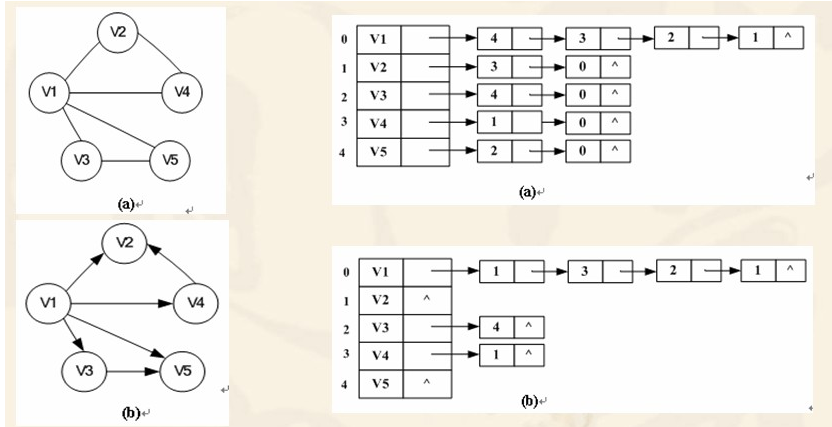 V2
V1
V4
V3
V5
(a)↵
↵
0 V1 4 3 2 1 ^
1 V2 3 0 ^
2 V3 4 0 ^
3 V4 1 0 ^
4 V5 2 0 ^
(a)↵
↵
V2
V1
V4
V3
V5
↵
(b)↵
0 V1 1 3 2 1 ^
1 V2 ^
2 V3 4 ^
3 V4 1 ^
4 V5 ^
(b)↵